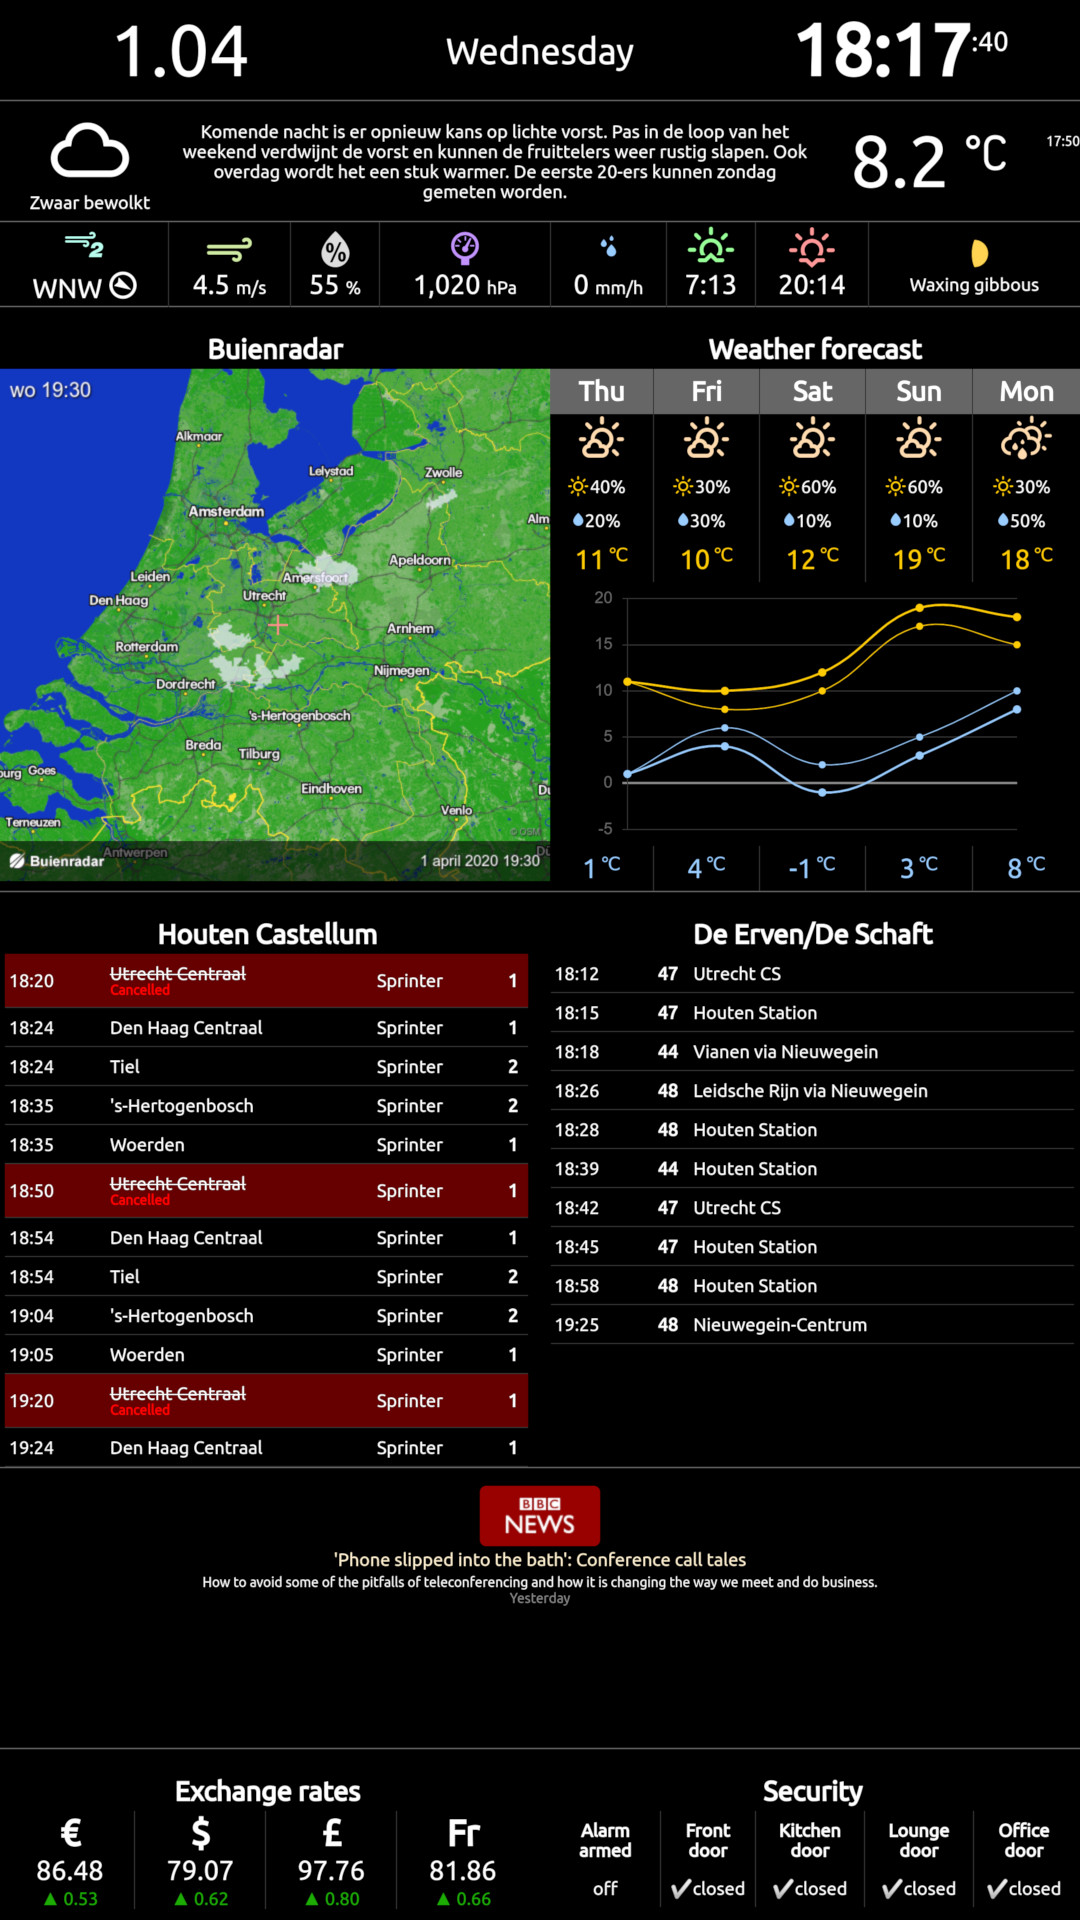 1.04
Wednesday
18:17:40
Zwaar bewolkt
Komende nacht is er opnieuw kans op lichte vorst. Pas in de loop van het
weekend verdwijnt de vorst en kunnen de fruittelers weer rustig slapen. Ook
overdag wordt het een stuk warmer. De eerste 20-ers kunnen zondag
gemeten worden.
8.2 °C
17:50
2
%
WNW
4.5 m/s
55 %
1,020 hPa
0 mm/h
7:13
20:14
Waxing gibbous
Buienradar
wo 19:30
Alkmaar
Lelystad
Zwolle
Amsterdam
Alm
Apeldoorn
Leiden
Amersfoort
Utrecht
Den Haag
Arnhem
Rotterdam
Nijmegen
Dordrecht
's-Hertogenbosch
Breda
Tilburg
burg
Goes
Eindhoven
Du
Venlo
Terneuzen
©OSM
Antwerpen
Dü
Buienradar
1 april 2020 19:30
Weather forecast
Thu Fri Sat Sun Mon
40% 30% 60% 60% 30%
20% 30% 10% 10% 50%
11 °C 10 °C 12 °C 19 °C 18 °C
20
15
10
5
0
-5
1 °C 4 °C -1 °C 3 °C 8 °C
Houten Castellum
18:20 Utrecht Centraal Sprinter 1
Cancelled
18:24 Den Haag Centraal Sprinter 1
18:24 Tiel Sprinter 2
18:35 's-Hertogenbosch Sprinter 2
18:35 Woerden Sprinter 1
18:50 Utrecht Centraal Sprinter 1
Cancelled
18:54 Den Haag Centraal Sprinter 1
18:54 Tiel Sprinter 2
19:04 's-Hertogenbosch Sprinter 2
19:05 Woerden Sprinter 1
19:20 Utrecht Centraal Sprinter 1
Cancelled
19:24 Den Haag Centraal Sprinter 1
De Erven/De Schaft
18:12 47 Utrecht CS
18:15 47 Houten Station
18:18 44 Vianen via Nieuwegein
18:26 48 Leidsche Rijn via Nieuwegein
18:28 48 Houten Station
18:39 44 Houten Station
18:42 47 Utrecht CS
18:45 47 Houten Station
18:58 48 Houten Station
19:25 48 Nieuwegein-Centrum
BBC
NEWS
'Phone slipped into the bath': Conference call tales
How to avoid some of the pitfalls of teleconferencing and how it is changing the way we meet and do business.
Yesterday
Exchange rates
€ $ £ Fr
86.48 79.07 97.76 81.86
▲ 0.53 ▲ 0.62 ▲ 0.80 ▲ 0.66
Security
Alarm Front Kitchen Lounge Office
armed door door door door
off ✔closed ✔closed ✔closed ✔closed